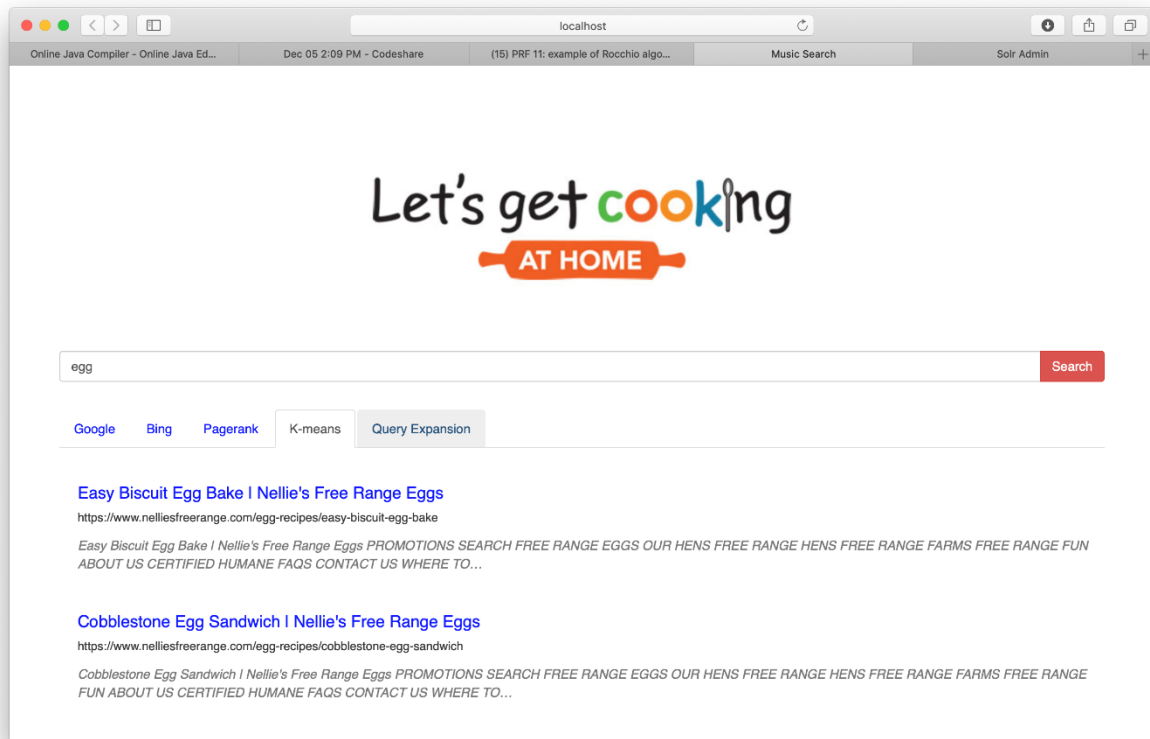 localhost
Online Java Compiler - Online Java Ed...
Dec 05 2:09 PM - Codeshare
(15) PRF 11: example of Rocchio algo...
Music Search
Solr Admin
Let's get cooking
AT HOME
egg
Search
Google
Bing
Pagerank
K-means
Query Expansion
Easy Biscuit Egg Bake | Nellie's Free Range Eggs
https://www.nelliesfreerange.com/egg-recipes/easy-biscuit-egg-bake
Easy Biscuit Egg Bake | Nellie's Free Range Eggs PROMOTIONS SEARCH FREE RANGE EGGS OUR HENS FREE RANGE HENS FREE RANGE FARMS FREE RANGE FUN
ABOUT US CERTIFIED HUMANE FAQS CONTACT US WHERE TO...
Cobblestone Egg Sandwich | Nellie's Free Range Eggs
https://www.nelliesfreerange.com/egg-recipes/cobblestone-egg-sandwich
Cobblestone Egg Sandwich | Nellie's Free Range Eggs PROMOTIONS SEARCH FREE RANGE EGGS OUR HENS FREE RANGE HENS FREE RANGE FARMS FREE RANGE
FUN ABOUT US CERTIFIED HUMANE FAQS CONTACT US WHERE TO...